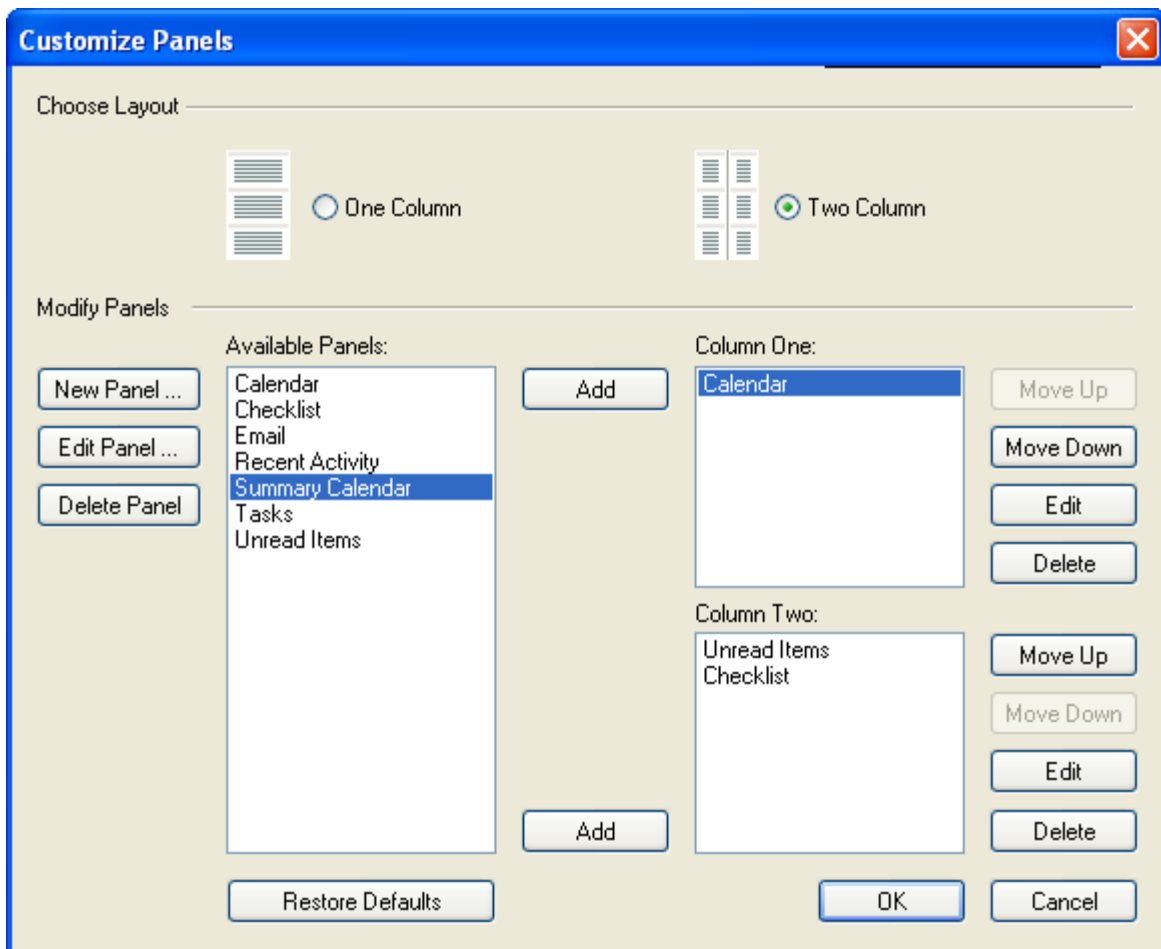 Customize Panels
Choose Layout
One Column
Two Column
Modify Panels
Available Panels:
Column One:
New Panel ...
Edit Panel ...
Delete Panel
Calendar
Checklist
Email
Recent Activity
Summary Calendar
Tasks
Unread Items
Add
Calendar
Move Up
Move Down
Edit
Delete
Column Two:
Unread Items
Checklist
Move Up
Move Down
Edit
Delete
Add
Restore Defaults
OK
Cancel